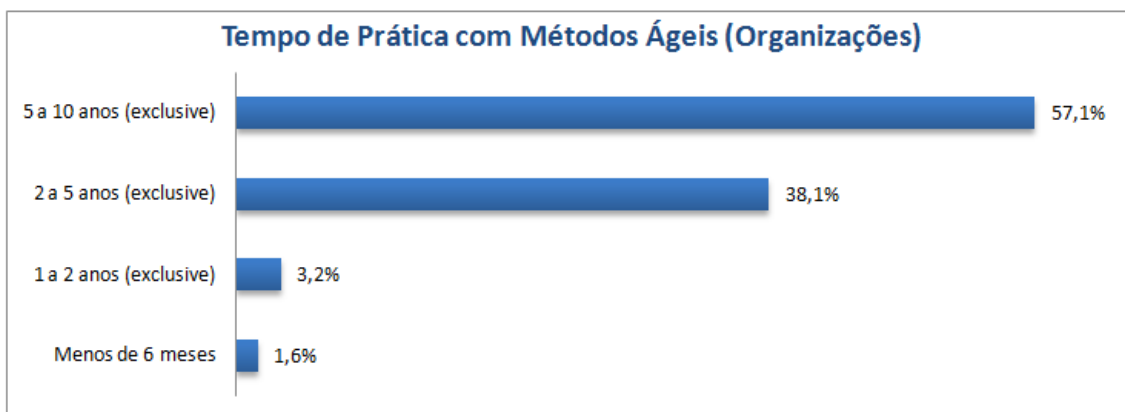 Tempo de Prática com Métodos Ágeis (Organizações)
5 a 10 anos (exclusive)
57,1%
2 a 5 anos (exclusive)
38,1%
1 a 2 anos (exclusive)
3,2%
Menos de 6 meses
1,6%